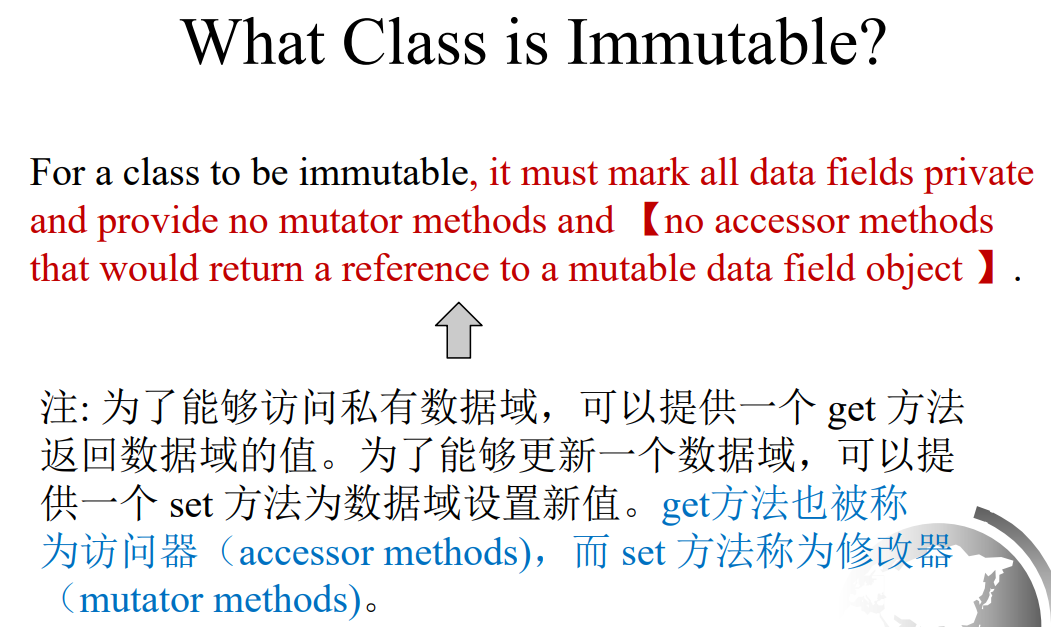 What Class is Immutable?
For a class to be immutable, it must mark all data fields private
and provide no mutator methods and 【no accessor methods
that would return a reference to a mutable data field object 】.
注: 为了能够访问私有数据域，可以提供一个 get 方法
返回数据域的值。为了能够更新一个数据域，可以提
供一个 set 方法为数据域设置新值。get方法也被称
为访问器（accessor methods)，而 set 方法称为修改器
（mutator methods)。